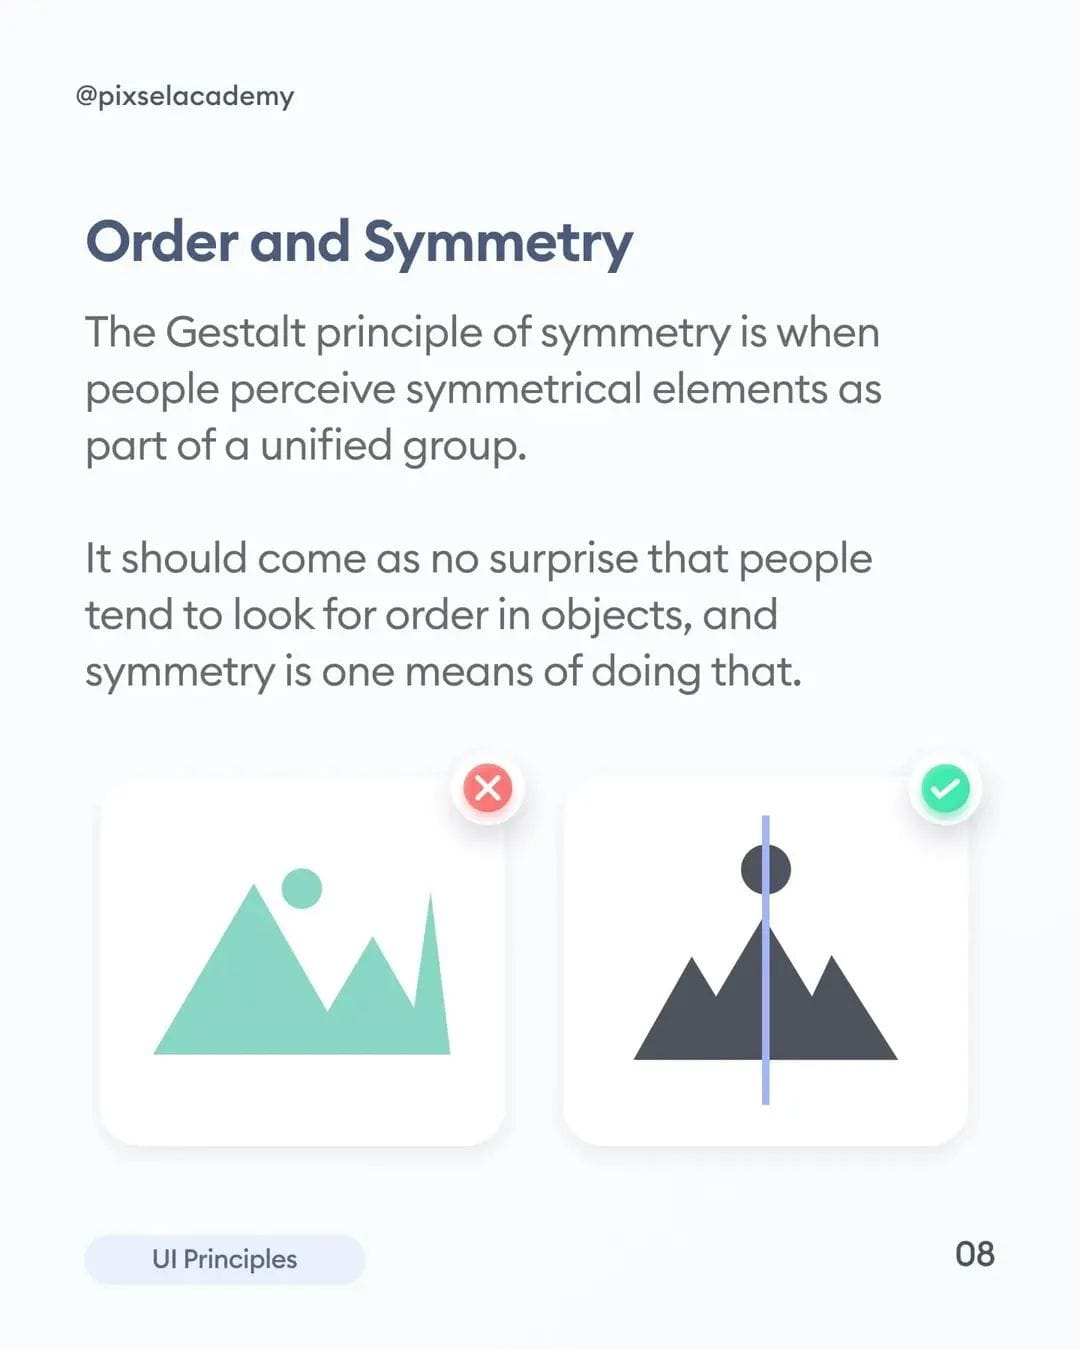 @pixselacademy
Order and Symmetry
The Gestalt principle of symmetry is when
people perceive symmetrical elements as
part of a unified group.
It should come as no surprise that people
tend to look for order in objects, and
symmetry is one means of doing that.
UI Principles
08